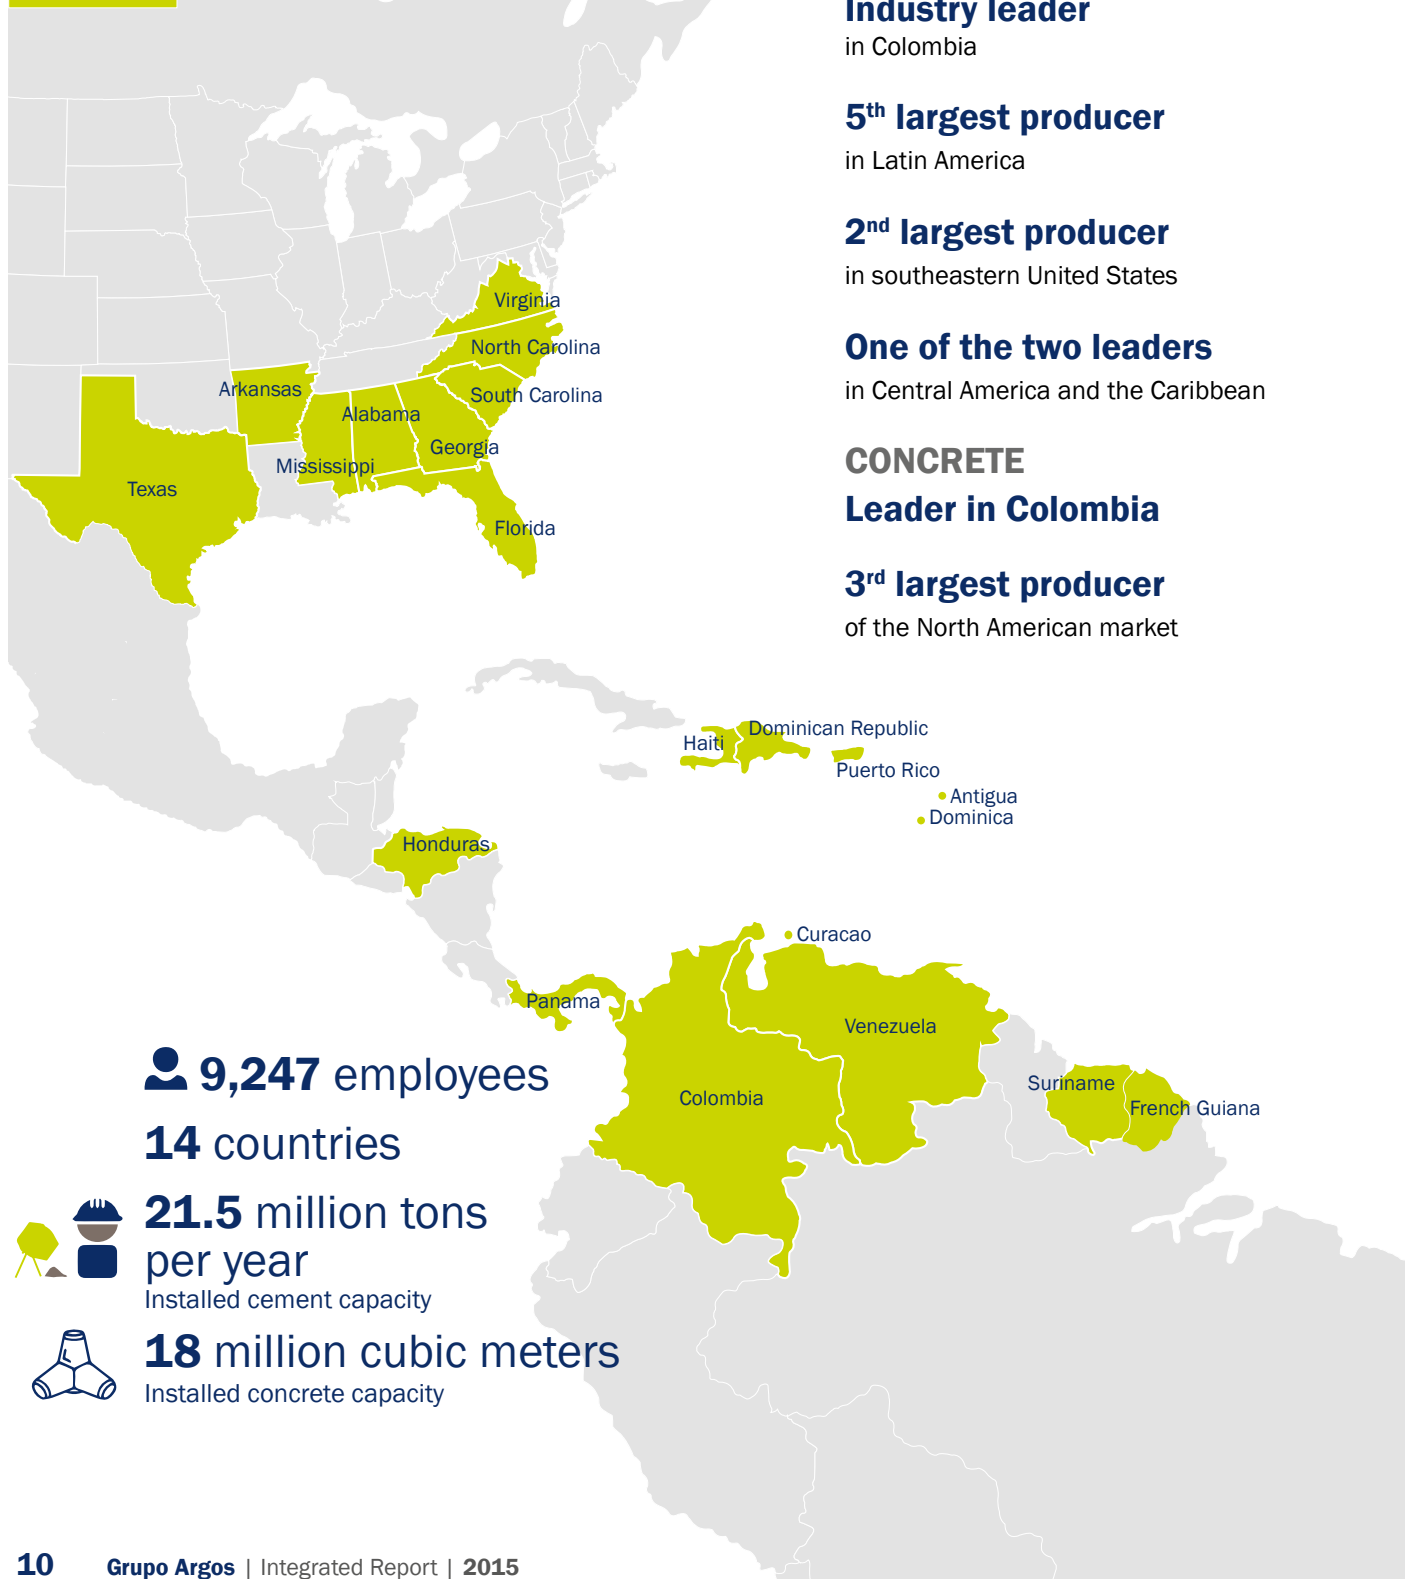 Industry leader
in Colombia
5th largest producer
in Latin America
2nd largest producer
in southeastern United States
One of the two leaders
in Central America and the Caribbean
CONCRETE
Leader in Colombia
3rd largest producer
of the North American market
Virginia
North Carolina
Arkansas
South Carolina
Alabama
Georgia
Mississippi
Texas
Florida
Dominican Republic
Haiti
Puerto Rico
Antigua
Dominica
Honduras
Curacao
Panama
Venezuela
Colombia
Suriname
French Guiana
9,247 employees
14 countries
21.5 million tons
per year
Installed cement capacity
18 million cubic meters
Installed concrete capacity
10 Grupo Argos | Integrated Report | 2015